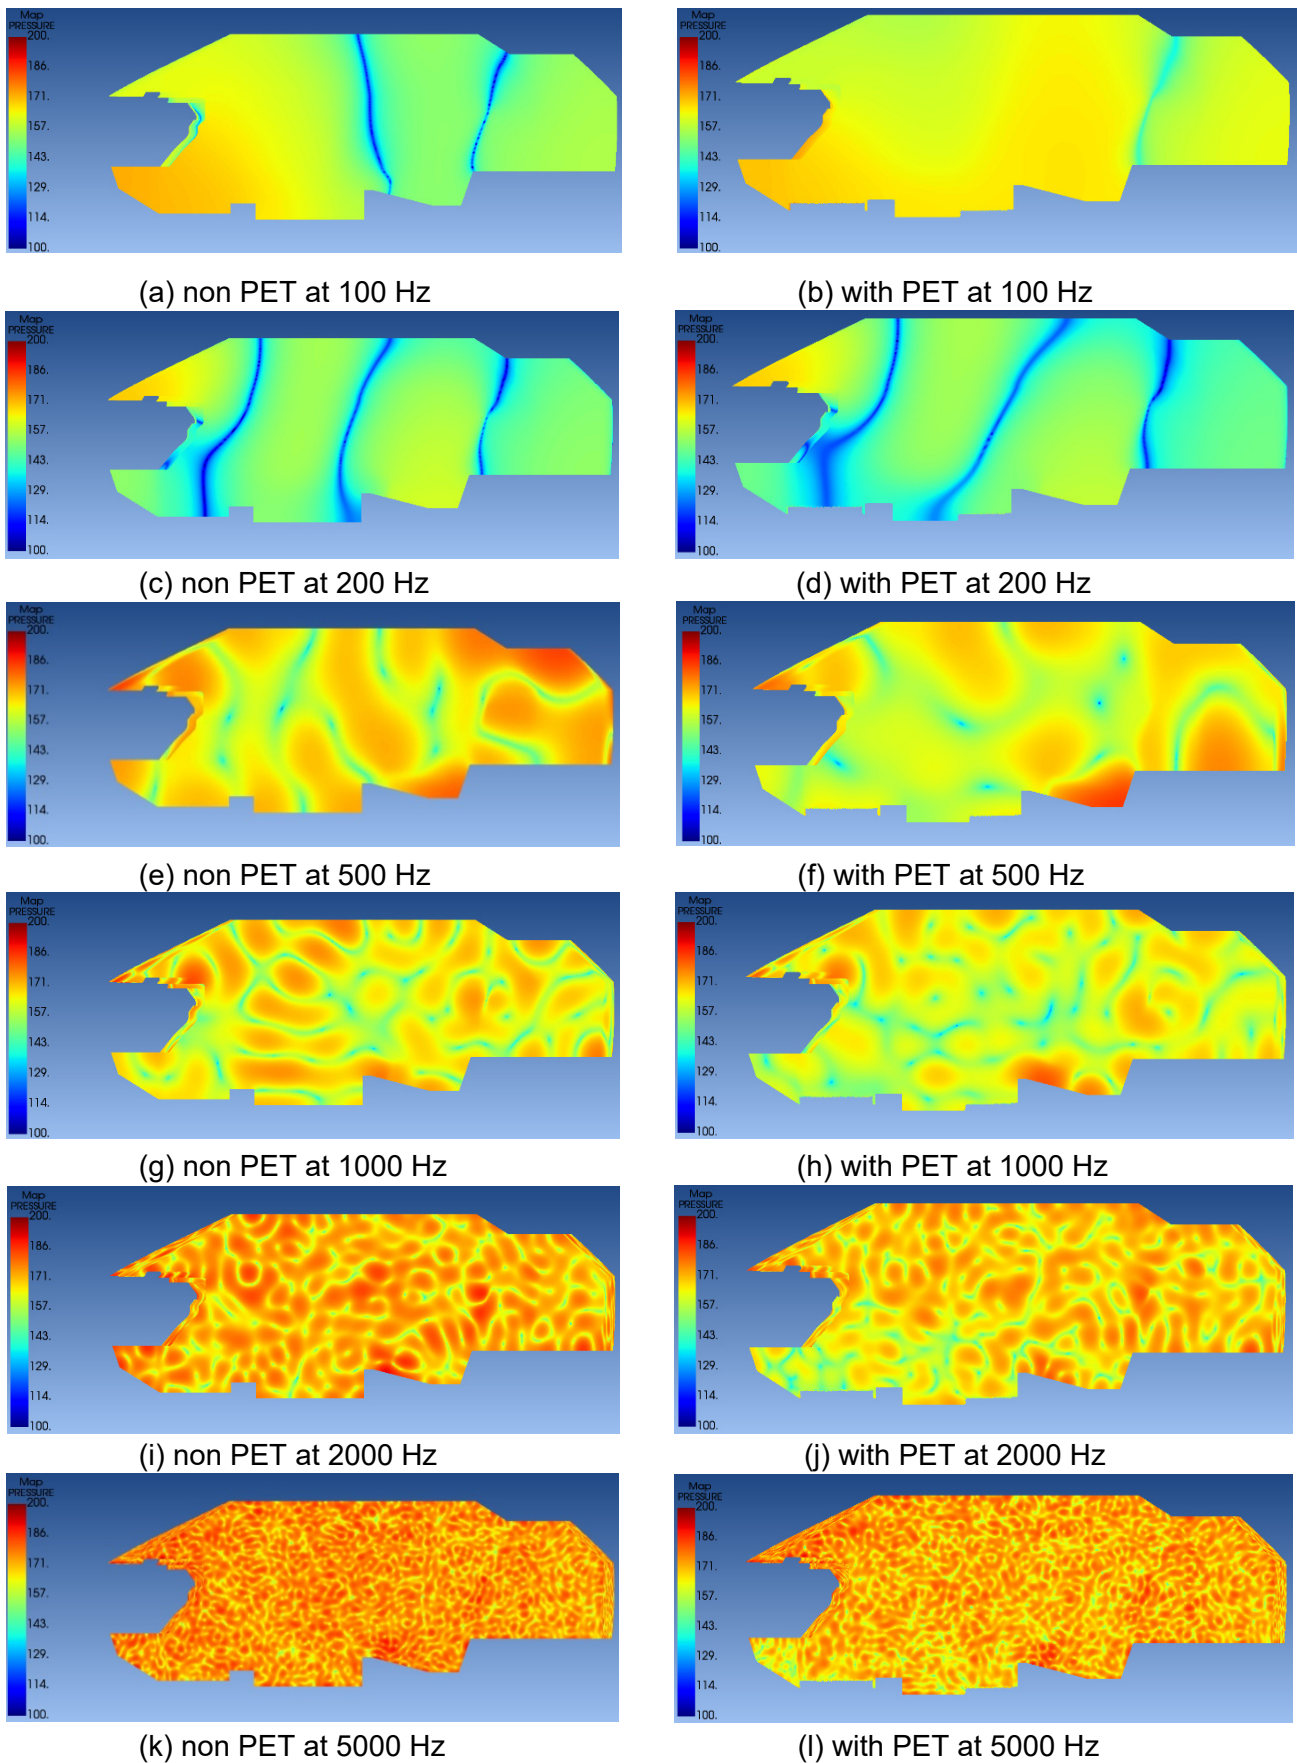 Map
PRESSURE
200.
186.
171.
157.
143.
129.
114.
100.
(a) non PET at 100 Hz
Map
PRESSURE
200.
186.
171.
157.
143.
129.
114.
100.
(b) with PET at 100 Hz
Map
PRESSURE
200.
186.
171.
157.
143.
129.
114.
100.
(c) non PET at 200 Hz
Map
PRESSURE
200.
186.
171.
157.
143.
129.
114.
100.
(d) with PET at 200 Hz
Map
PRESSURE
200.
186.
171.
157.
143.
129.
114.
100.
(e) non PET at 500 Hz
Map
PRESSURE
200.
186.
171.
157.
143.
129.
114.
100.
(f) with PET at 500 Hz
Map
PRESSURE
200.
186.
171.
157.
143.
129.
114.
100.
(g) non PET at 1000 Hz
Map
PRESSURE
200.
186.
171.
157.
143.
129.
114.
100.
(h) with PET at 1000 Hz
Map
PRESSURE
200.
186.
171.
157.
143.
129.
114.
100.
(i) non PET at 2000 Hz
Map
PRESSURE
200.
186.
171.
157.
143.
129.
114.
100.
(j) with PET at 2000 Hz
Map
PRESSURE
200.
186.
171.
157.
143.
129.
114.
100.
(k) non PET at 5000 Hz
Map
PRESSURE
200.
186.
171.
157.
143.
129.
114.
100.
(l) with PET at 5000 Hz